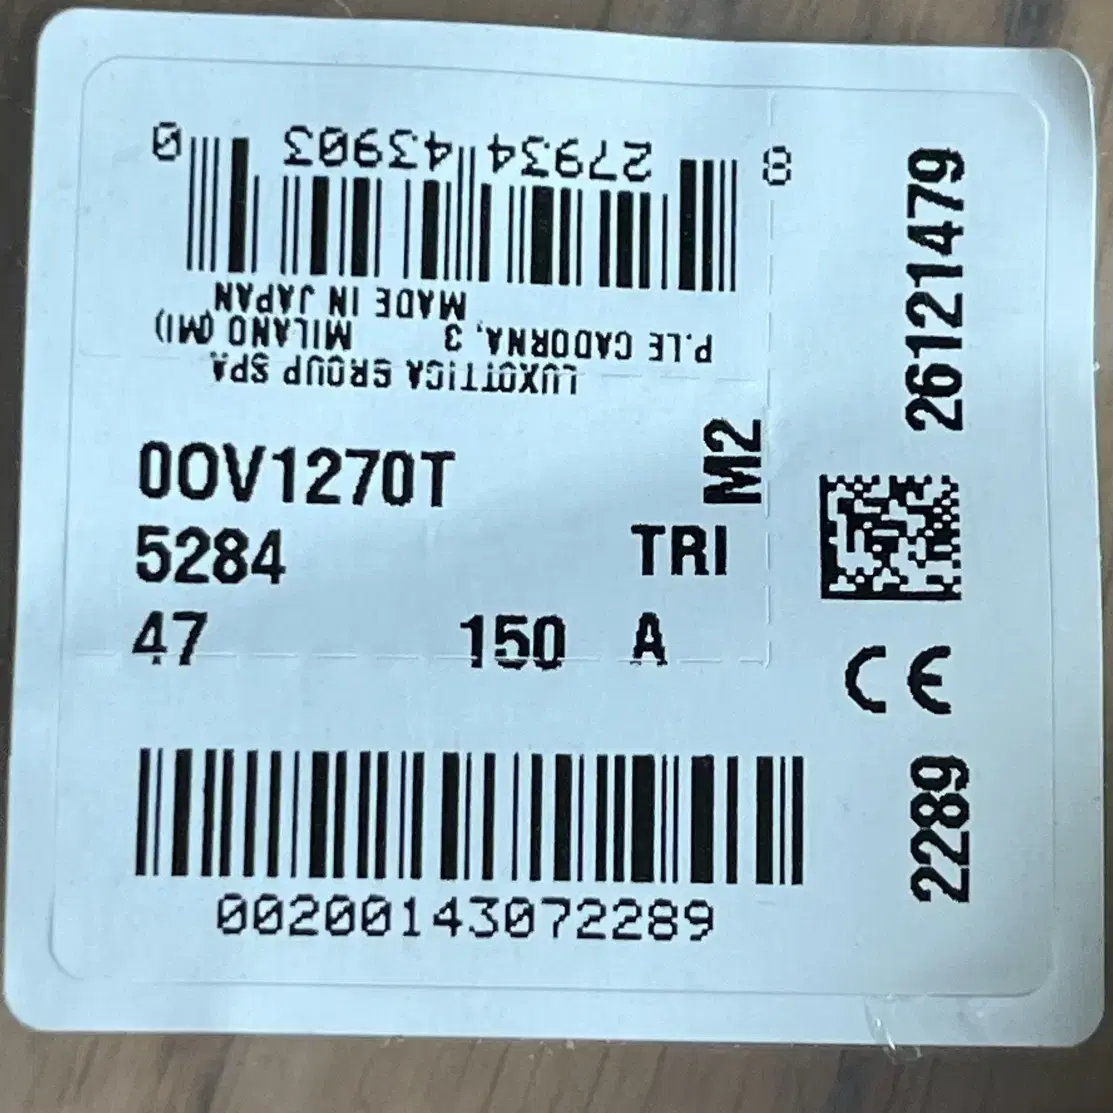 8 27934 43903 0
MADE IN JAPAN
P.LE CADORNA, 3 MILANO (MI)
LUXOTTICA GROUP SPA
0OV1270T
M2
5284 TRI
47 150 A
00200143072289
26121479
CE
2289